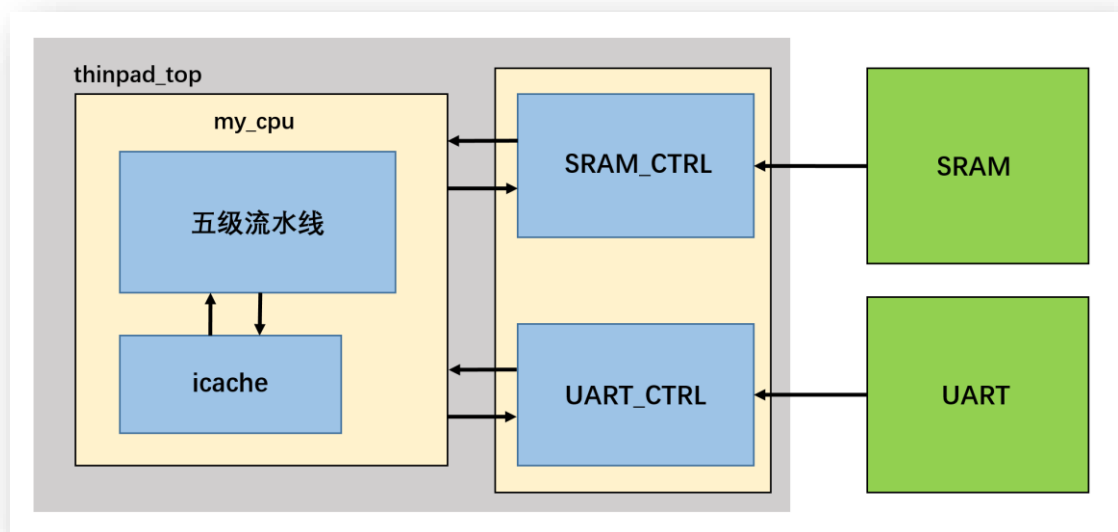 thinpad_top
my_cpu
五级流水线
icache
SRAM_CTRL
UART_CTRL
SRAM
UART